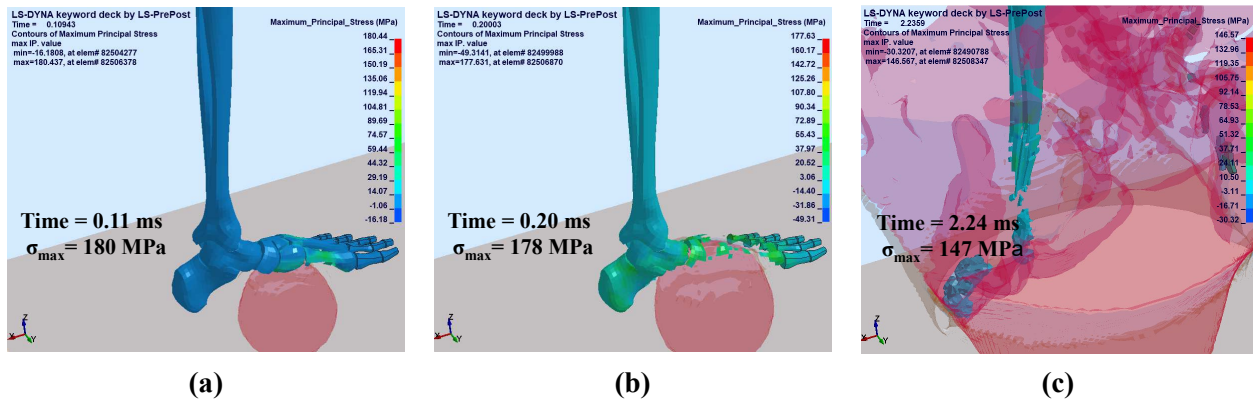 LS-DYNA keyword deck by LS-PrePost
Time = 0.10943
Contours of Maximum Principal Stress
max IP. value
min=-16.1808, at elem# 82504277
max=180.437, at elem# 82506378
Maximum_Principal_Stress (MPa)
180.44
165.31
150.19
135.06
119.94
104.81
89.69
74.57
59.44
44.32
29.19
14.07
-1.06
-16.18
Time = 0.11 ms
σmax = 180 MPa
Z
X
Y
(a)
LS-DYNA keyword deck by LS-PrePost
Time = 0.20003
Contours of Maximum Principal Stress
max IP. value
min=-49.3141, at elem# 82499988
max=177.631, at elem# 82506870
Maximum_Principal_Stress (MPa)
177.63
160.17
142.72
125.26
107.80
90.34
72.89
55.43
37.97
20.52
3.06
-14.40
-31.86
-49.31
Time = 0.20 ms
σmax = 178 MPa
Z
X
Y
(b)
LS-DYNA keyword deck by LS-PrePost
Time = 2.2359
Contours of Maximum Principal Stress
max IP. value
min=-30.3207, at elem# 82490788
max=146.567, at elem# 82508347
Maximum_Principal_Stress (MPa)
146.57
132.96
119.35
105.75
92.14
78.53
64.93
51.32
37.71
24.11
10.50
-3.11
-16.71
-30.32
Time = 2.24 ms
σmax = 147 MPa
Z
X
Y
(c)